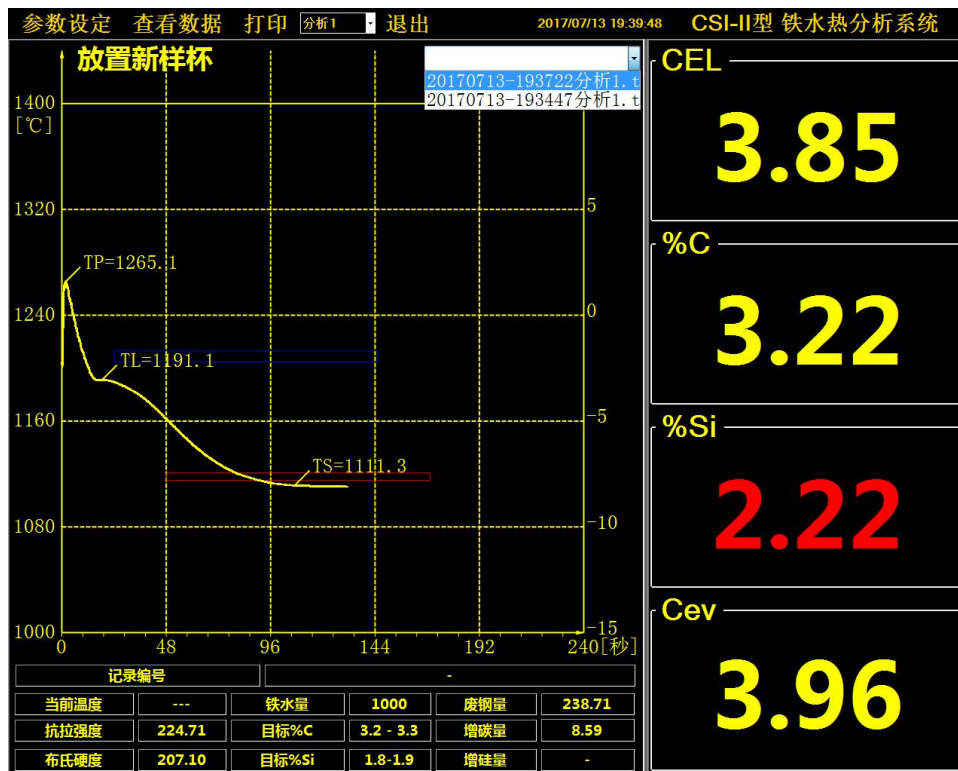 参数设定 查看数据 打印 分析1 退出 2017/07/13 19:39:48 CSI-II型 铁水热分析系统
放置新样杯
20170713-193722分析1.t
20170713-193447分析1.t
1400
[℃]
1320
1240
1160
1080
1000
5
0
-5
-10
-15
TP=1265.1
TL=1191.1
TS=1111.3
0 48 96 144 192 240[秒]
CEL
3.85
%C
3.22
%Si
2.22
Cev
3.96
记录编号 -
当前温度 --- 铁水量 1000 废钢量 238.71
抗拉强度 224.71 目标%C 3.2 - 3.3 增碳量 8.59
布氏硬度 207.10 目标%Si 1.8-1.9 增硅量 -